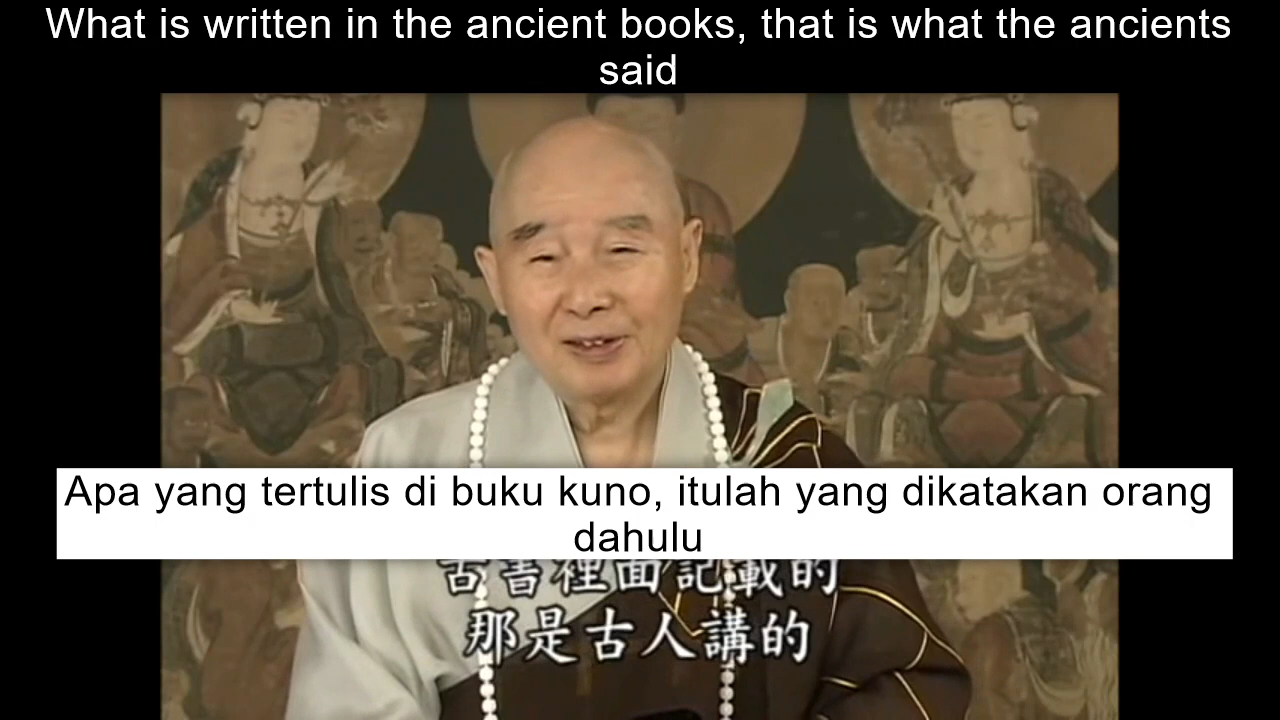 What is written in the ancient books, that is what the ancients
said
Apa yang tertulis di buku kuno, itulah yang dikatakan orang
dahulu
古書裡面記載的
那是古人講的